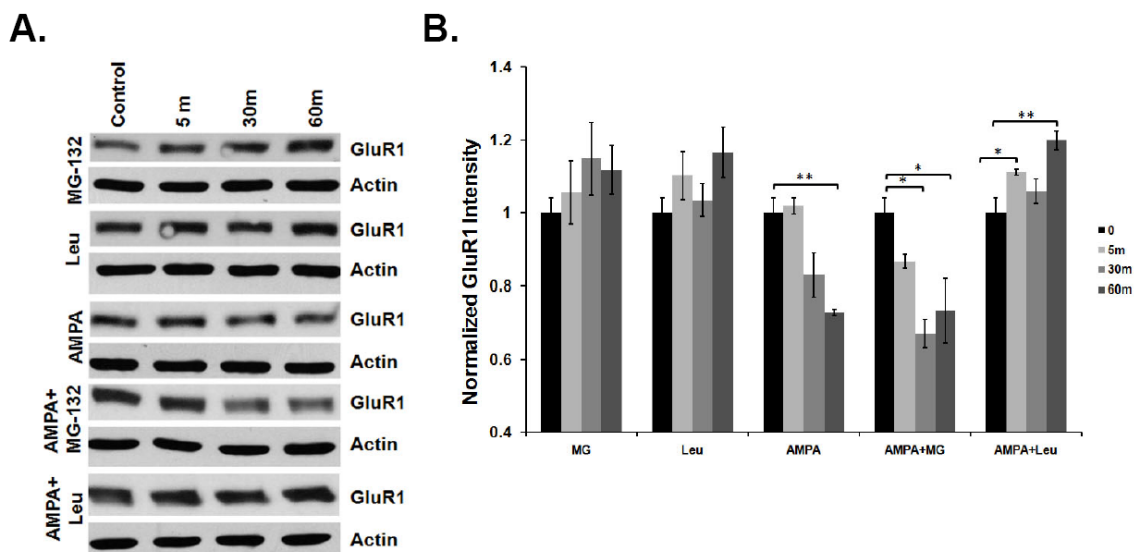 A.
Control 5 m 30m 60m
MG-132
GluR1
Actin
Leu
GluR1
Actin
AMPA
GluR1
Actin
AMPA+
MG-132
GluR1
Actin
AMPA+
Leu
GluR1
Actin
B.
Normalized GluR1 Intensity
1.4
1.2
1
0.8
0.6
0.4
**
*
*
*
**
MG Leu AMPA AMPA+MG AMPA+Leu
0
5m
30m
60m